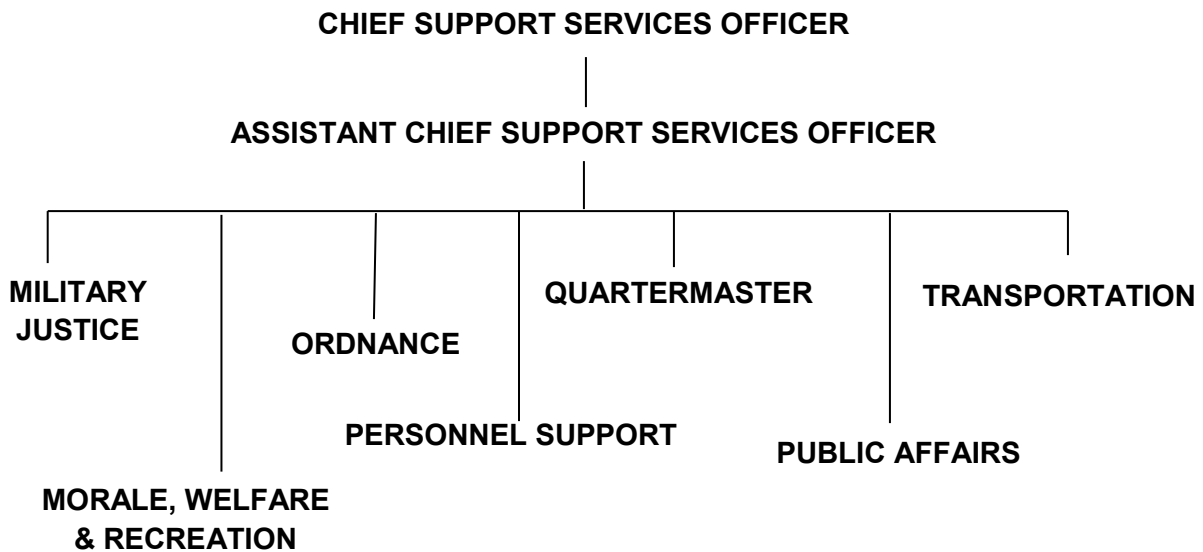 CHIEF SUPPORT SERVICES OFFICER
ASSISTANT CHIEF SUPPORT SERVICES OFFICER
MILITARY
JUSTICE
QUARTERMASTER
TRANSPORTATION
ORDNANCE
PERSONNEL SUPPORT
PUBLIC AFFAIRS
MORALE, WELFARE
& RECREATION